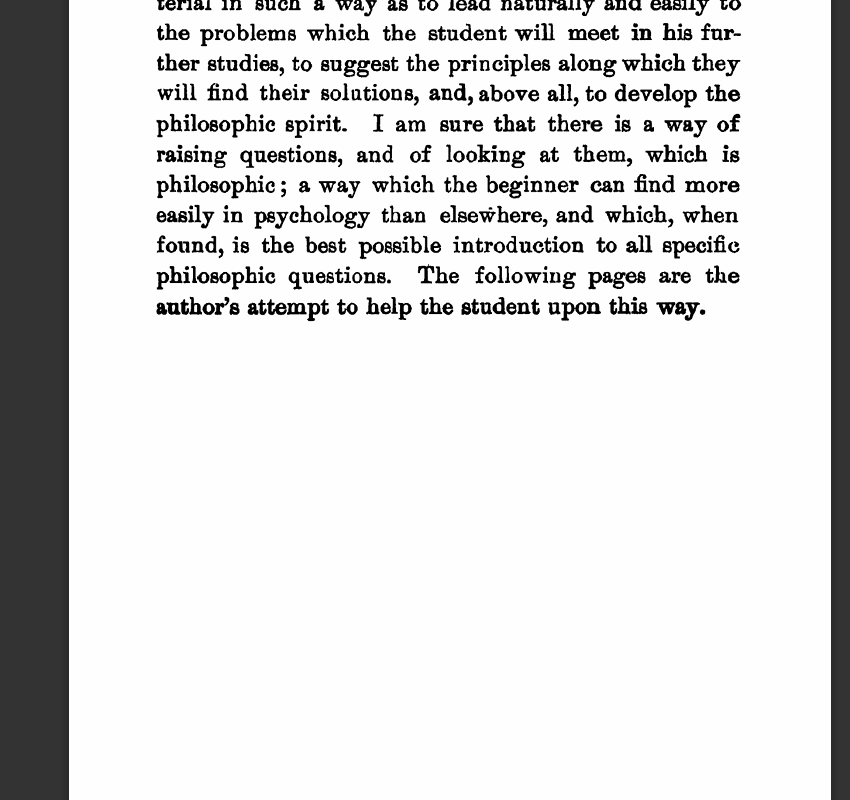 terial in such a way as to lead naturally and easily to
the problems which the student will meet in his fur-
ther studies, to suggest the principles along which they
will find their solutions, and, above all, to develop the
philosophic spirit. I am sure that there is a way of
raising questions, and of looking at them, which is
philosophic; a way which the beginner can find more
easily in psychology than elsewhere, and which, when
found, is the best possible introduction to all specific
philosophic questions. The following pages are the
author's attempt to help the student upon this way.